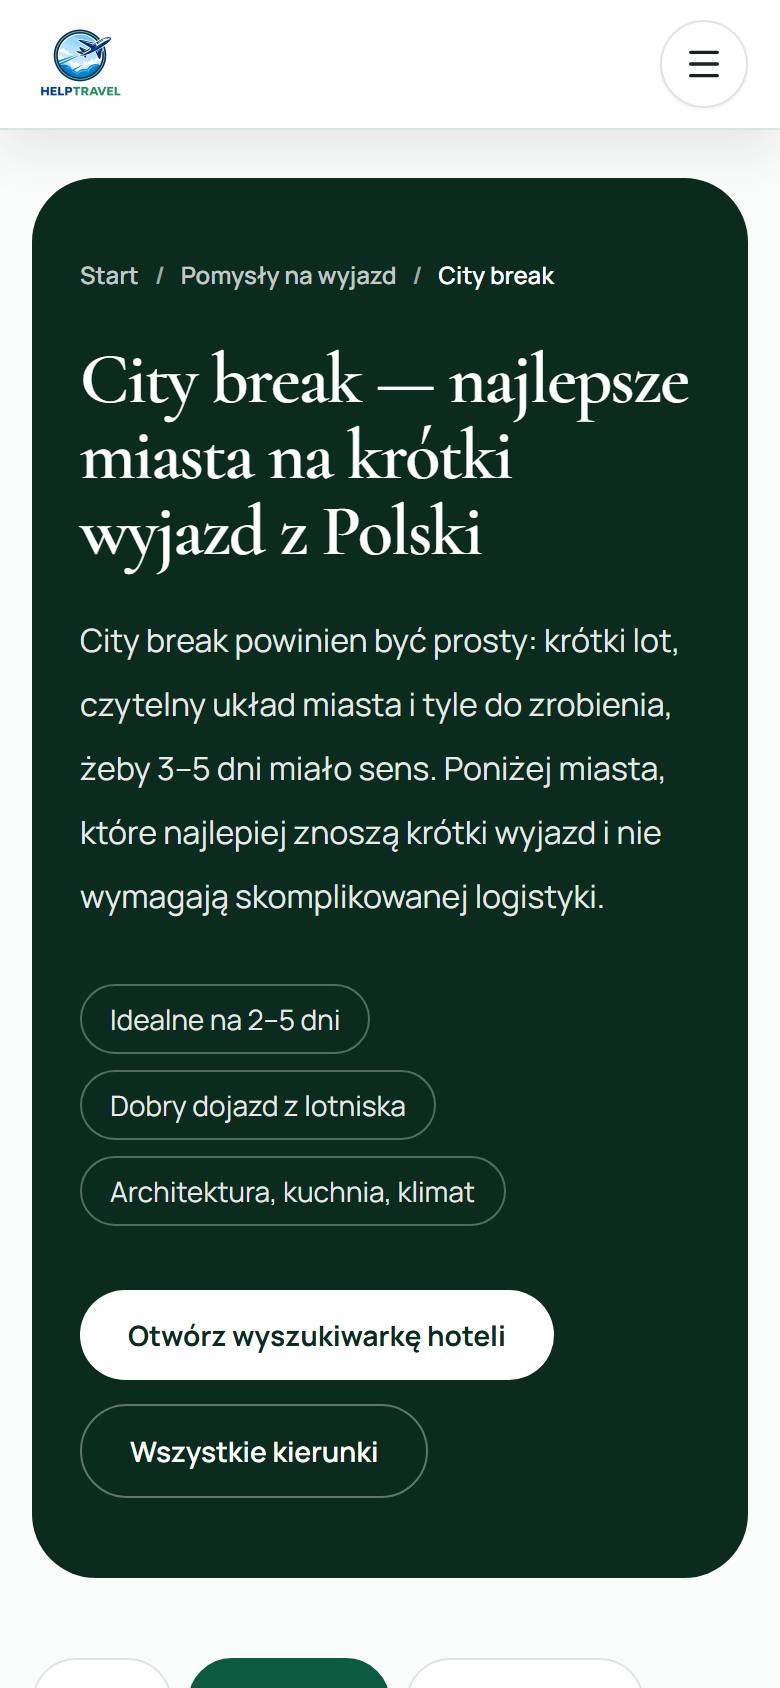 HELPTRAVEL
Start / Pomysły na wyjazd / City break
City break — najlepsze
miasta na krótki
wyjazd z Polski
City break powinien być prosty: krótki lot,
czytelny układ miasta i tyle do zrobienia,
żeby 3–5 dni miało sens. Poniżej miasta,
które najlepiej znoszą krótki wyjazd i nie
wymagają skomplikowanej logistyki.
Idealne na 2–5 dni
Dobry dojazd z lotniska
Architektura, kuchnia, klimat
Otwórz wyszukiwarkę hoteli
Wszystkie kierunki